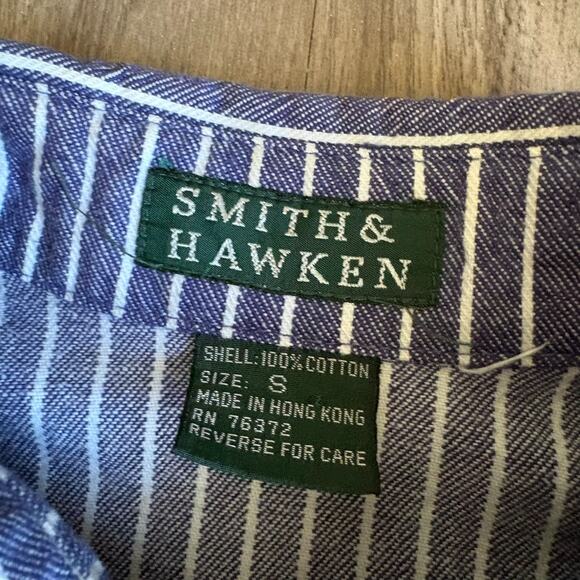 SMITH &
HAWKEN
SHELL: 100% COTTON
SIZE: S
MADE IN HONG KONG
RN 76372
REVERSE FOR CARE